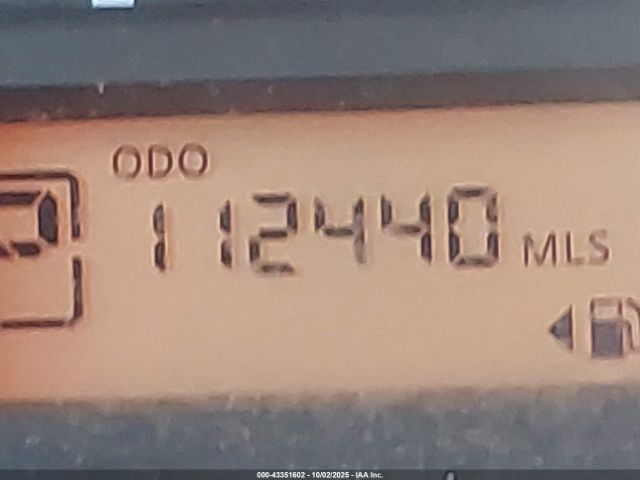 ODO
P 112440 MLS
000-43351602 - 10/02/2025 - IAA Inc.